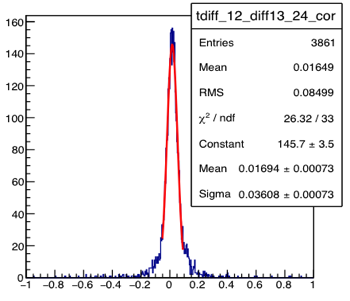 tdiff_12_diff13_24_cor
Entries 3861
Mean 0.01649
RMS 0.08499
χ² / ndf 26.32 / 33
Constant 145.7 ± 3.5
Mean 0.01694 ± 0.00073
Sigma 0.03608 ± 0.00073
160
140
120
100
80
60
40
20
0
−1 −0.8 −0.6 −0.4 −0.2 0 0.2 0.4 0.6 0.8 1